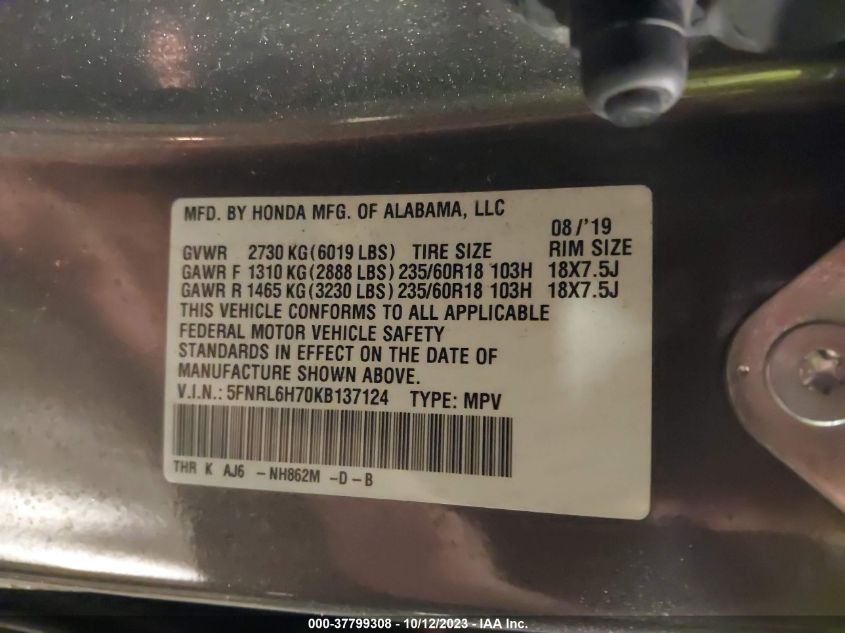 MFD. BY HONDA MFG. OF ALABAMA, LLC
08/'19
GVWR 2730 KG(6019 LBS) TIRE SIZE RIM SIZE
GAWR F 1310 KG(2888 LBS) 235/60R18 103H 18X7.5J
GAWR R 1465 KG(3230 LBS) 235/60R18 103H 18X7.5J
THIS VEHICLE CONFORMS TO ALL APPLICABLE
FEDERAL MOTOR VEHICLE SAFETY
STANDARDS IN EFFECT ON THE DATE OF
MANUFACTURE SHOWN ABOVE.
V.I.N.: 5FNRL6H70KB137124 TYPE: MPV
THR K AJ6 -NH862M -D-B
000-37799308 - 10/12/2023 - IAA Inc.